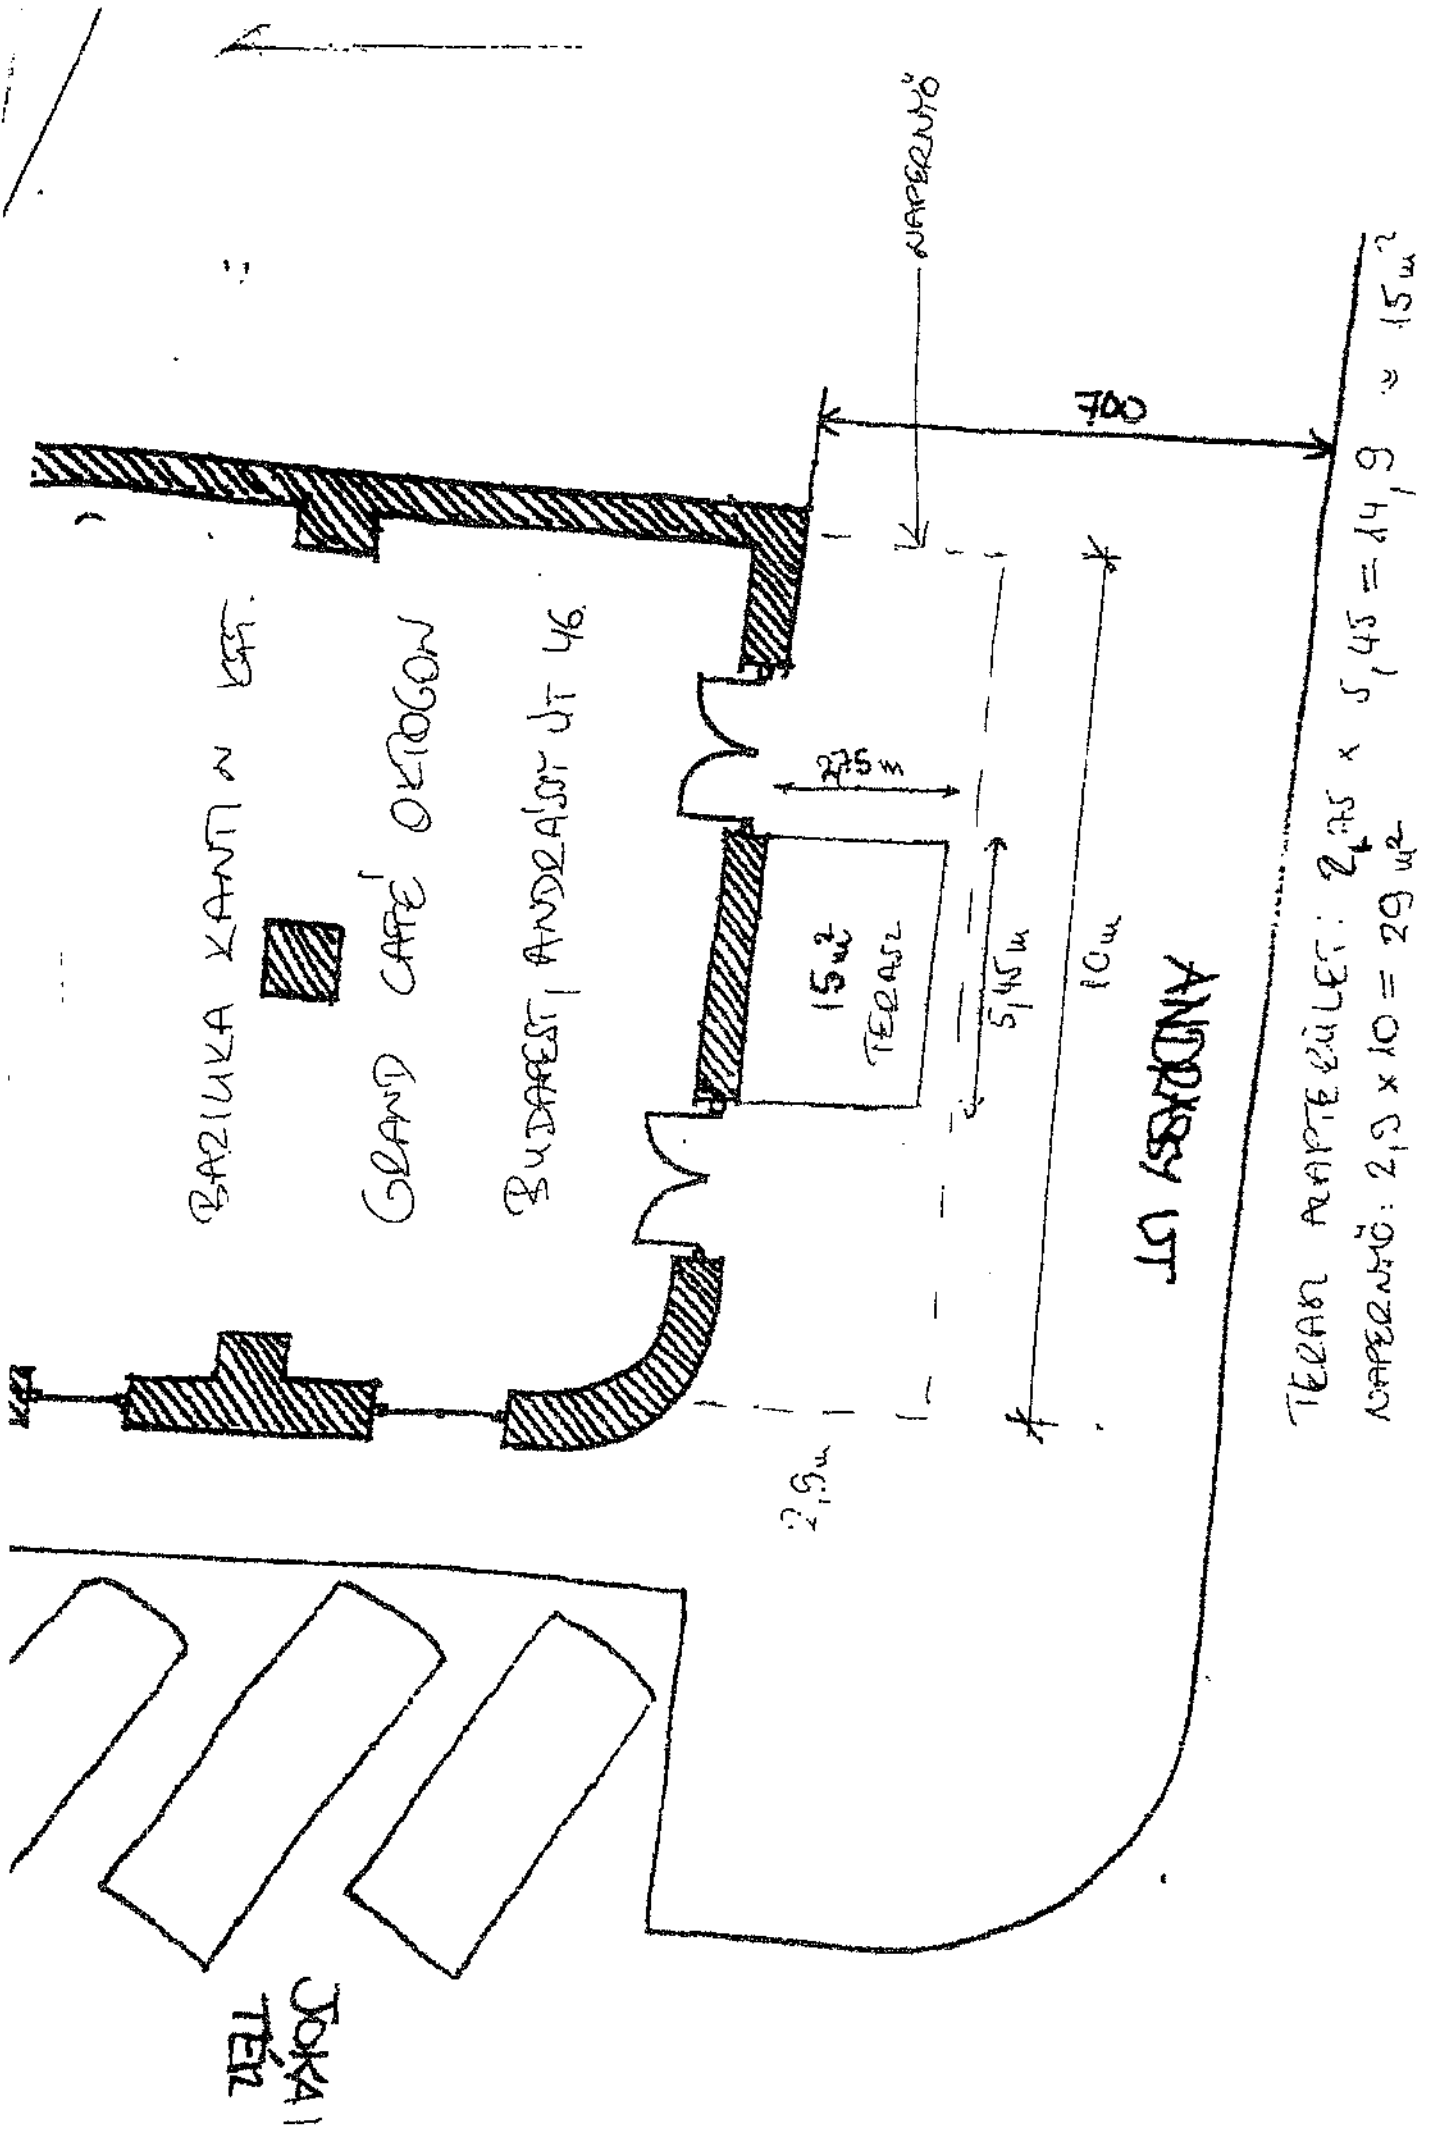 BAZILIKA KANTIN KFT.
GRAND CAFÉ OKTOGON
BUDAPEST, ANDRÁSSY ÚT 46.
NAPERNYŐ
700
2,75 m
15 m²
TERASZ
5,45 m
10 m
2,9 m
ANDRÁSSY ÚT
JÓKAI
TÉR
TERASZ ALAPTERÜLET: 2,75 x 5,45 = 14,9 ≈ 15 m²
NAPERNYŐ: 2,9 x 10 = 29 m²